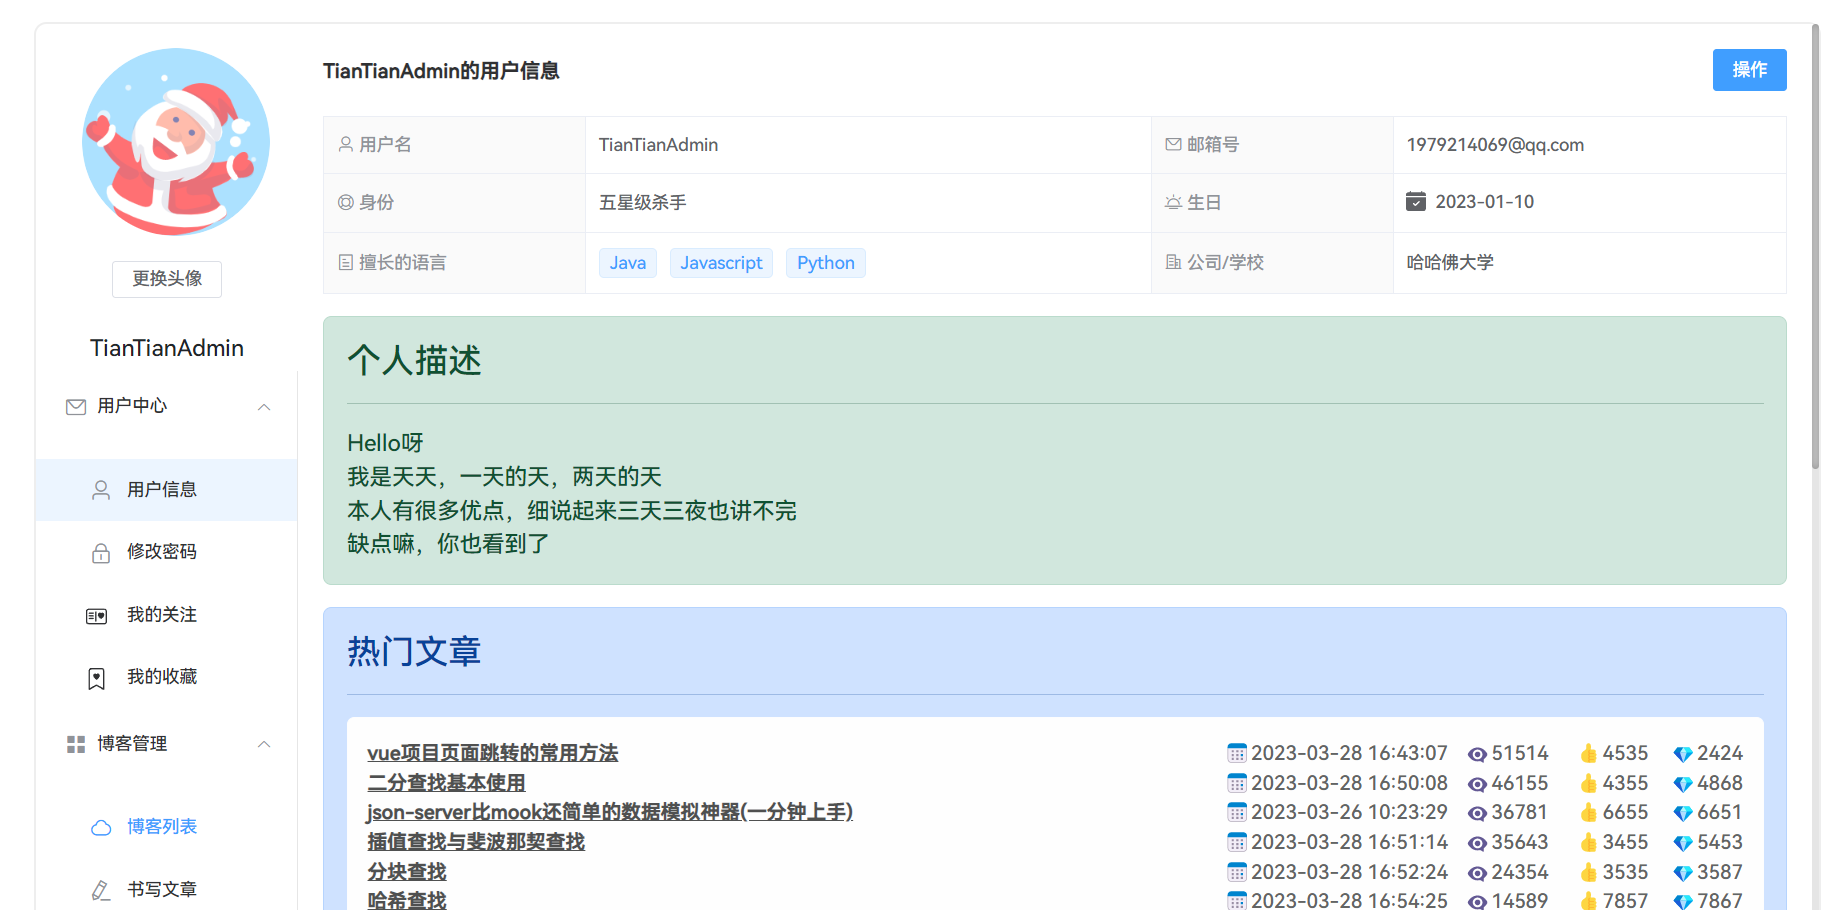 TianTianAdmin的用户信息
操作
用户名 TianTianAdmin 邮箱号 1979214069@qq.com
身份 五星级杀手 生日 2023-01-10
擅长的语言 Java Javascript Python 公司/学校 哈哈佛大学
更换头像
TianTianAdmin
用户中心
用户信息
修改密码
我的关注
我的收藏
博客管理
博客列表
书写文章
个人描述
Hello呀
我是天天，一天的天，两天的天
本人有很多优点，细说起来三天三夜也讲不完
缺点嘛，你也看到了
热门文章
vue项目页面跳转的常用方法 2023-03-28 16:43:07 51514 4535 2424
二分查找基本使用 2023-03-28 16:50:08 46155 4355 4868
json-server比mook还简单的数据模拟神器(一分钟上手) 2023-03-26 10:23:29 36781 6655 6651
插值查找与斐波那契查找 2023-03-28 16:51:14 35643 3455 5453
分块查找 2023-03-28 16:52:24 24354 3535 3587
哈希查找 2023-03-28 16:54:25 14589 7857 7867